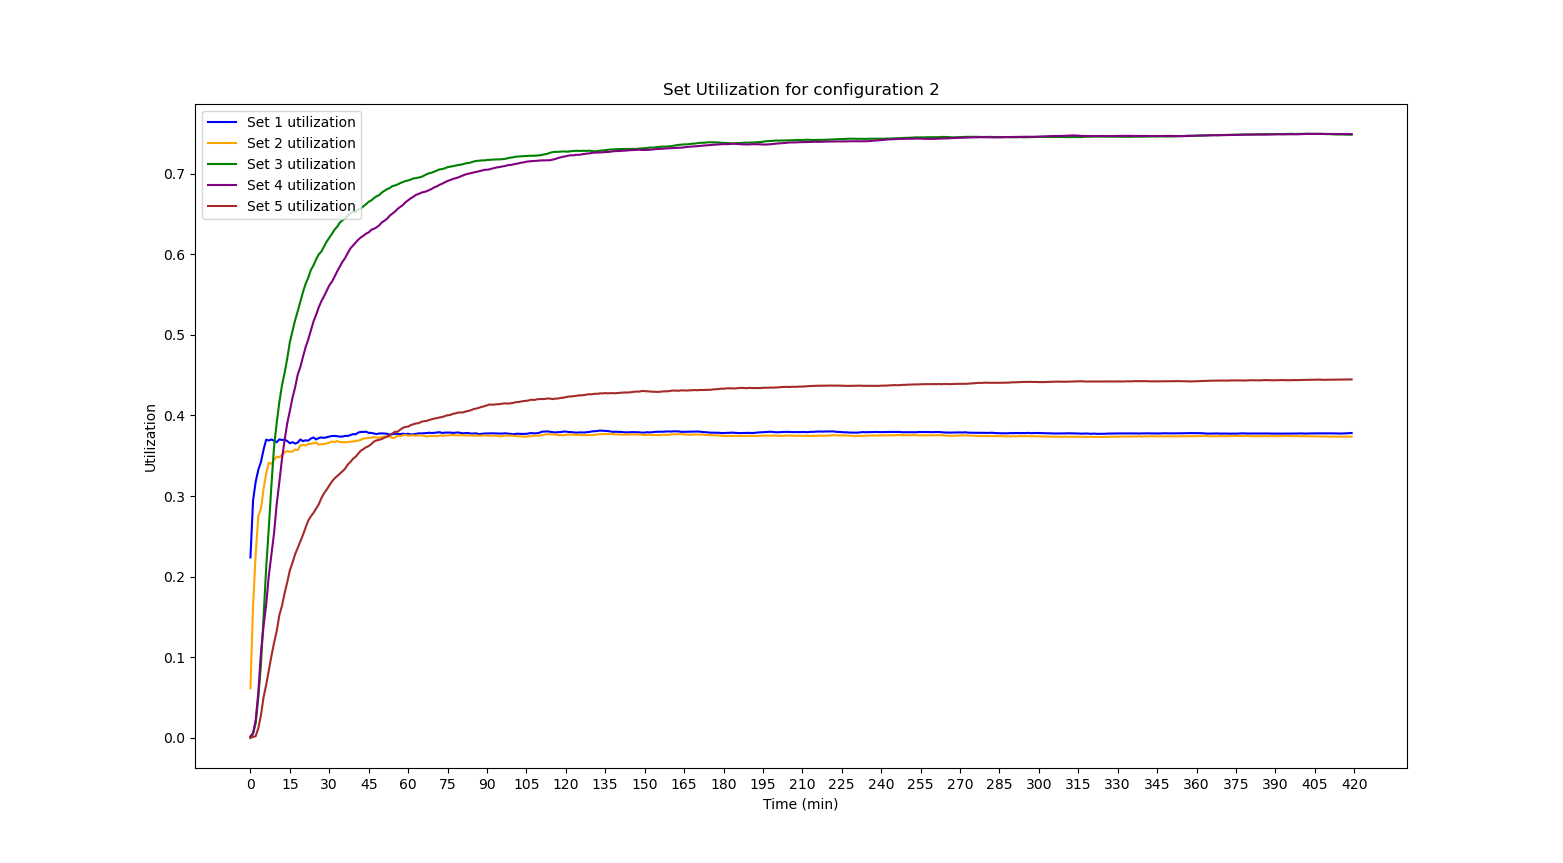 Set Utilization for configuration 2
Set 1 utilization
Set 2 utilization
Set 3 utilization
Set 4 utilization
Set 5 utilization
Utilization
0.7
0.6
0.5
0.4
0.3
0.2
0.1
0.0
0 15 30 45 60 75 90 105 120 135 150 165 180 195 210 225 240 255 270 285 300 315 330 345 360 375 390 405 420
Time (min)